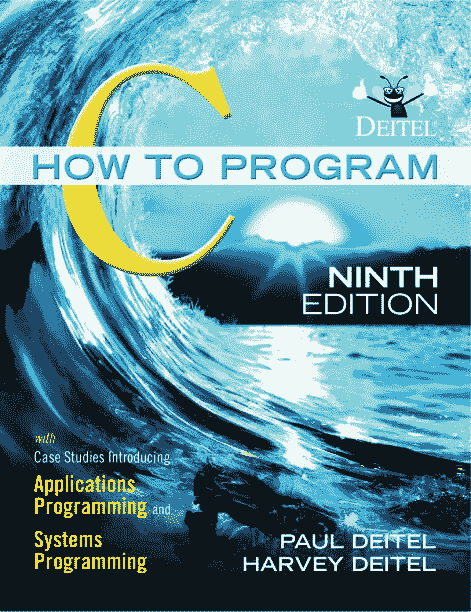 DEITEL
C
HOW TO PROGRAM
NINTH
EDITION
with
Case Studies Introducing
Applications
Programming and
Systems
Programming
PAUL DEITEL
HARVEY DEITEL